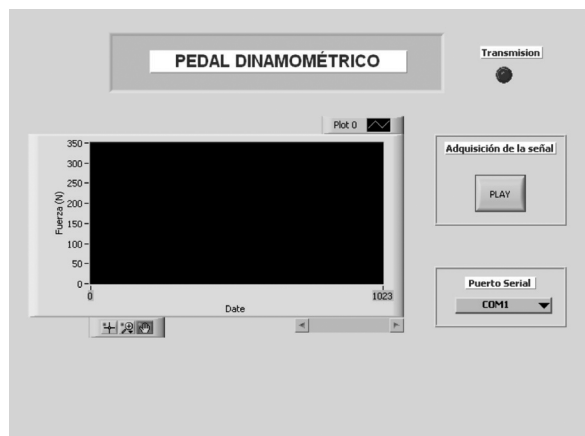 PEDAL DINAMOMÉTRICO
Transmision
Plot 0
Adquisición de la señal
PLAY
Fuerza (N)
350
300
250
200
150
100
50
0
0
1023
Date
Puerto Serial
COM1